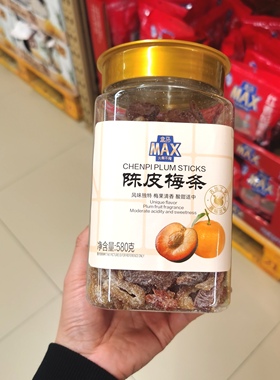 盒马
MAX
CHENPI PLUM STICKS
陈皮梅条
风味独特 梅果清香 酸甜适中
Unique flavor
Plum fruit fragrance
Moderate acidity and sweetness
净含量:580克
MAX